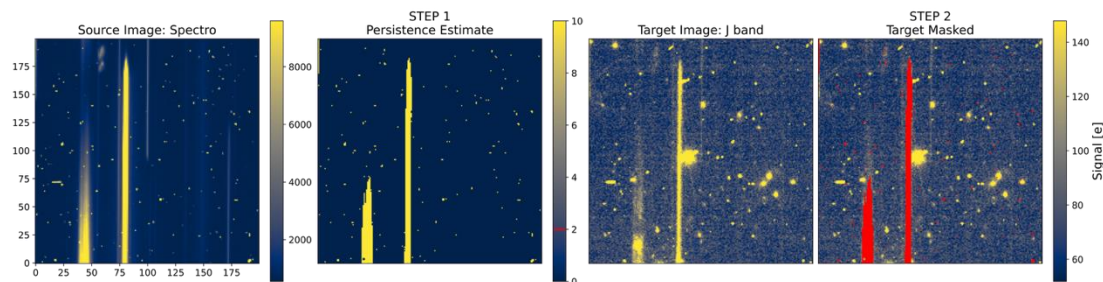 Source Image: Spectro
STEP 1
Persistence Estimate
Target Image: J band
STEP 2
Target Masked
175
150
125
100
75
50
25
0
0 25 50 75 100 125 150 175
8000
6000
4000
2000
10
8
6
4
2
0
140
120
100
80
60
Signal [e]